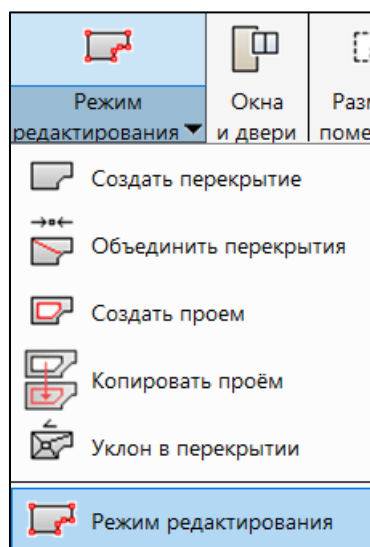 Режим
редактирования
Окна
и двери
Создать перекрытие
Объединить перекрытия
Создать проем
Копировать проём
Уклон в перекрытии
Режим редактирования